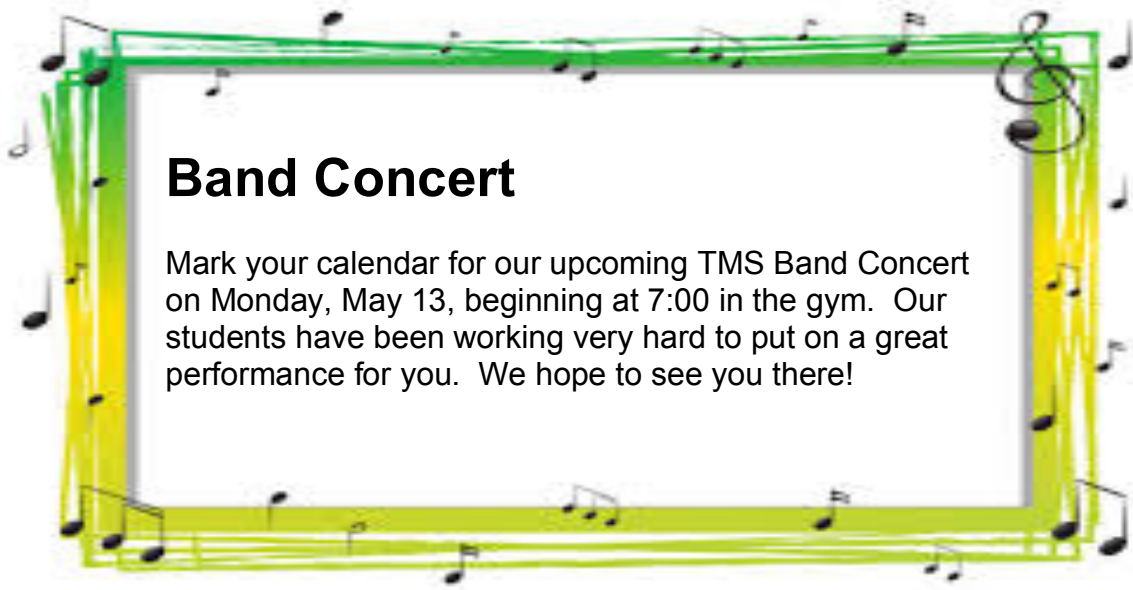 Band Concert
Mark your calendar for our upcoming TMS Band Concert
on Monday, May 13, beginning at 7:00 in the gym.  Our
students have been working very hard to put on a great
performance for you.  We hope to see you there!